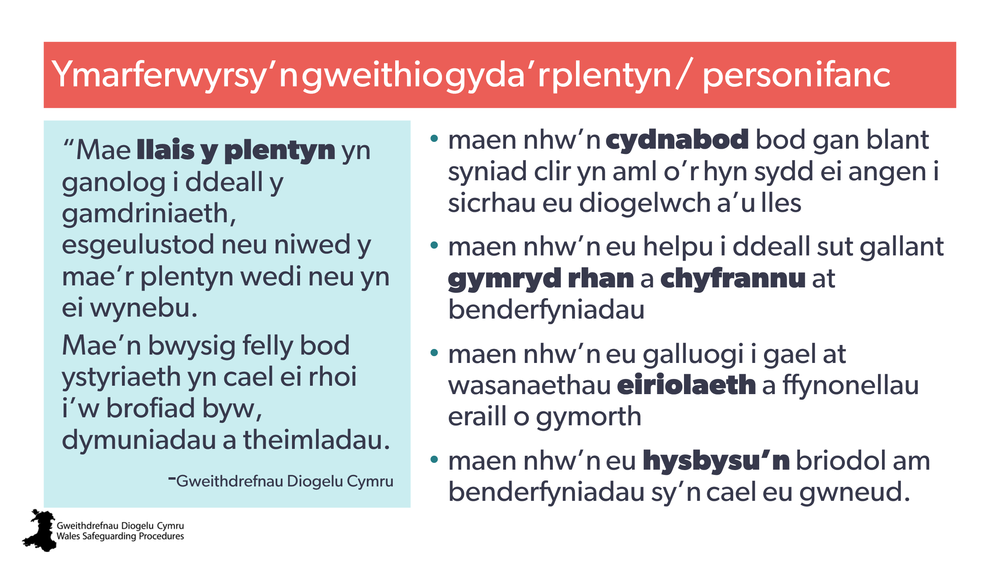 Ymarferwyrsy’ngweithiogyda’rplentyn/ personifanc
“Mae llais y plentyn yn
ganolog i ddeall y
gamdriniaeth,
esgeulustod neu niwed y
mae’r plentyn wedi neu yn
ei wynebu.
Mae’n bwysig felly bod
ystyriaeth yn cael ei rhoi
i’w brofiad byw,
dymuniadau a theimladau.
-Gweithdrefnau Diogelu Cymru
• maen nhw’n cydnabod bod gan blant
syniad clir yn aml o’r hyn sydd ei angen i
sicrhau eu diogelwch a’u lles
• maen nhw’n eu helpu i ddeall sut gallant
gymryd rhan a chyfrannu at
benderfyniadau
• maen nhw’n eu galluogi i gael at
wasanaethau eiriolaeth a ffynonellau
eraill o gymorth
• maen nhw’n eu hysbysu’n briodol am
benderfyniadau sy’n cael eu gwneud.
Gweithdrefnau Diogelu Cymru
Wales Safeguarding Procedures